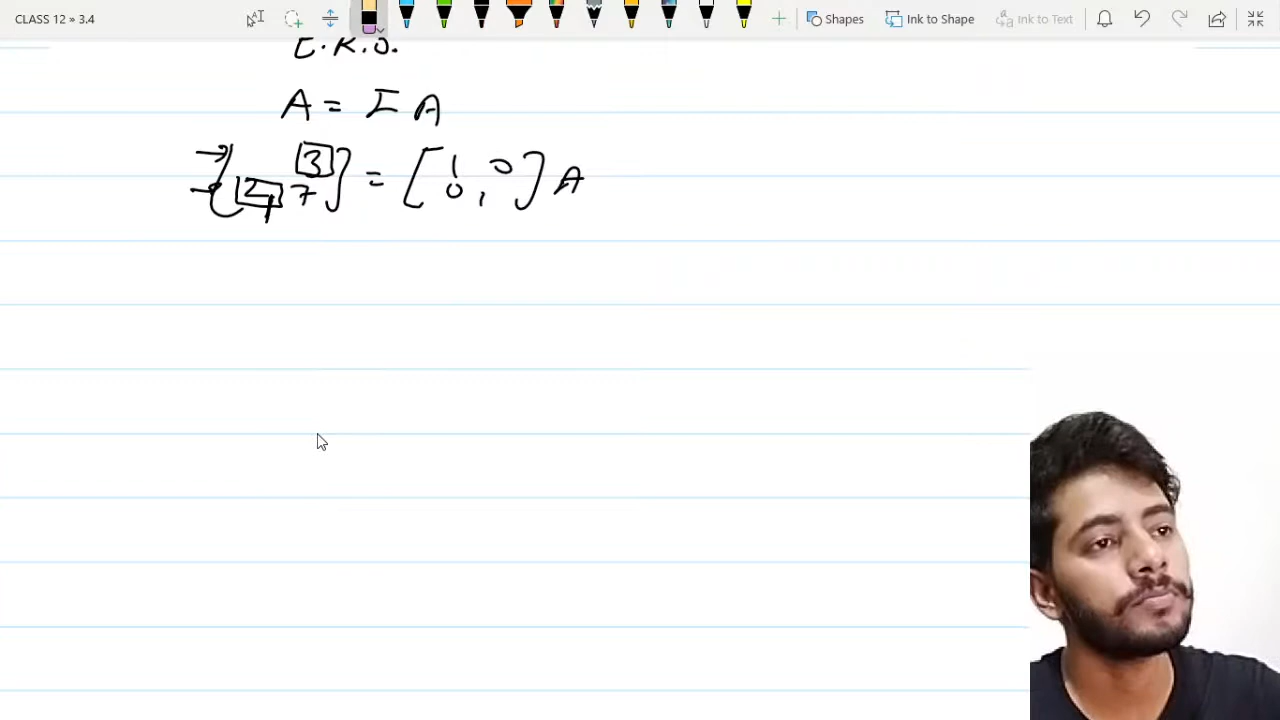 CLASS 12 » 3.4
Shapes
Ink to Shape
Ink to Text
E.R.O.
A = I A
[ 3 ] = [ 1 0 ] A
2 7 0 1